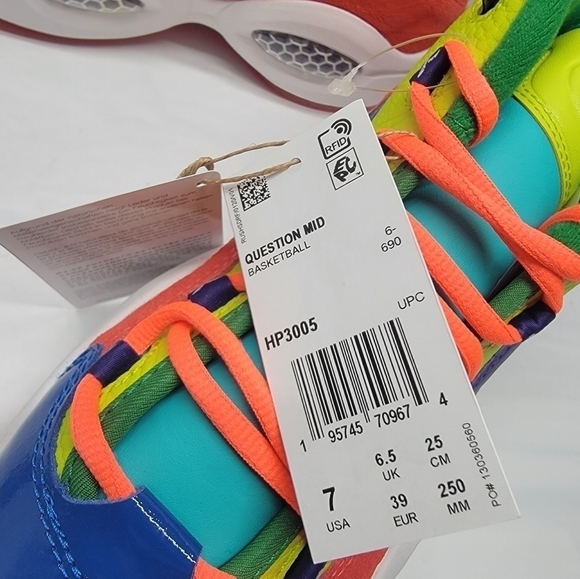 RFID
EPC
QUESTION MID
BASKETBALL
6-
690
HP3005
UPC
1 95745 70967 4
7
USA
6.5
UK
25
CM
39
EUR
250
MM
PO# 130360560